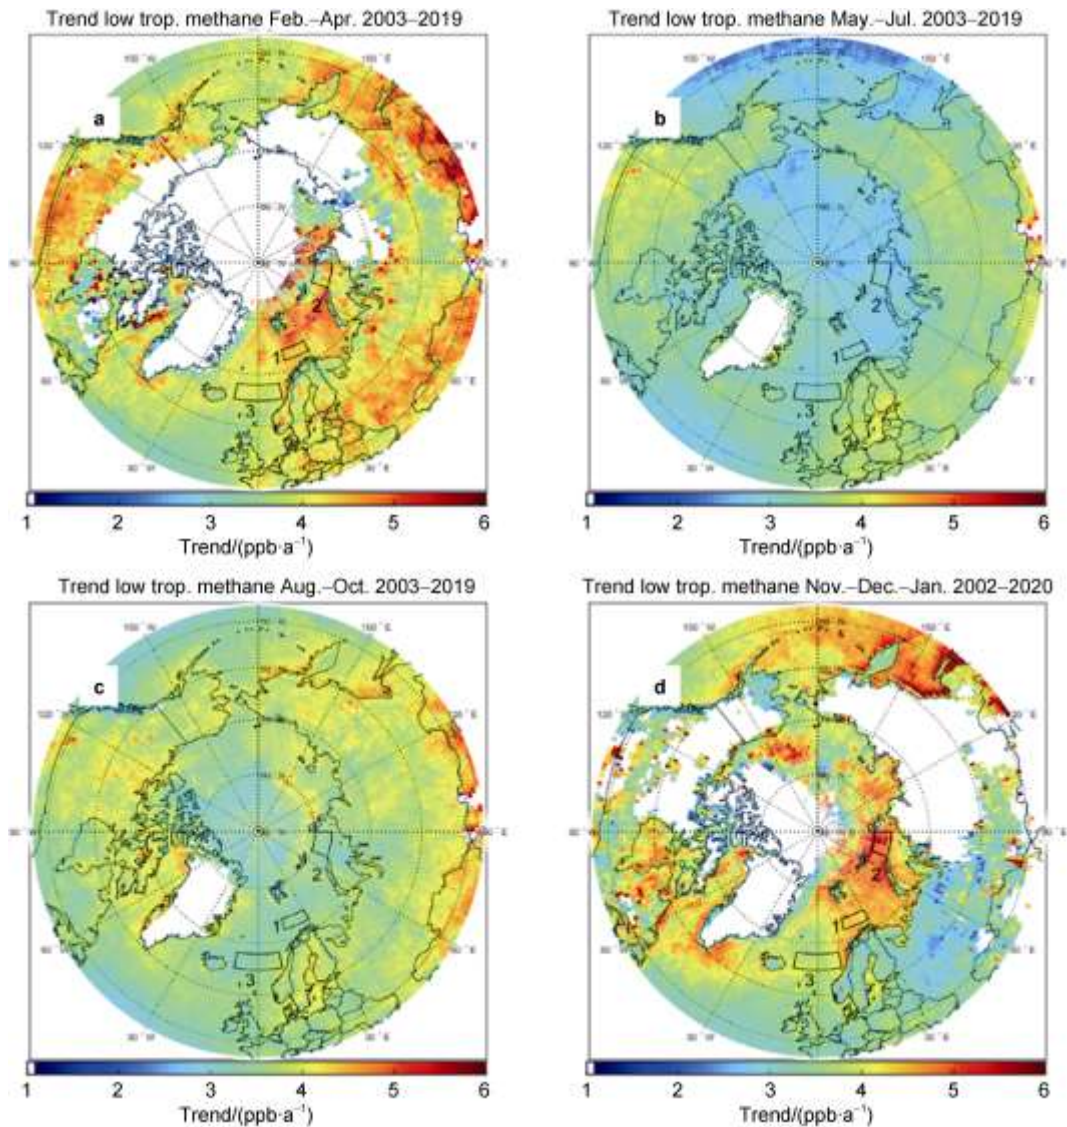 Trend low trop. methane Feb.–Apr. 2003–2019
Trend low trop. methane May.–Jul. 2003–2019
a
b
1
2
3
1
2
3
1 2 3 4 5 6
1 2 3 4 5 6
Trend/(ppb·a⁻¹)
Trend/(ppb·a⁻¹)
Trend low trop. methane Aug.–Oct. 2003–2019
Trend low trop. methane Nov.–Dec.–Jan. 2002–2020
c
d
1
2
3
1
2
3
1 2 3 4 5 6
1 2 3 4 5 6
Trend/(ppb·a⁻¹)
Trend/(ppb·a⁻¹)